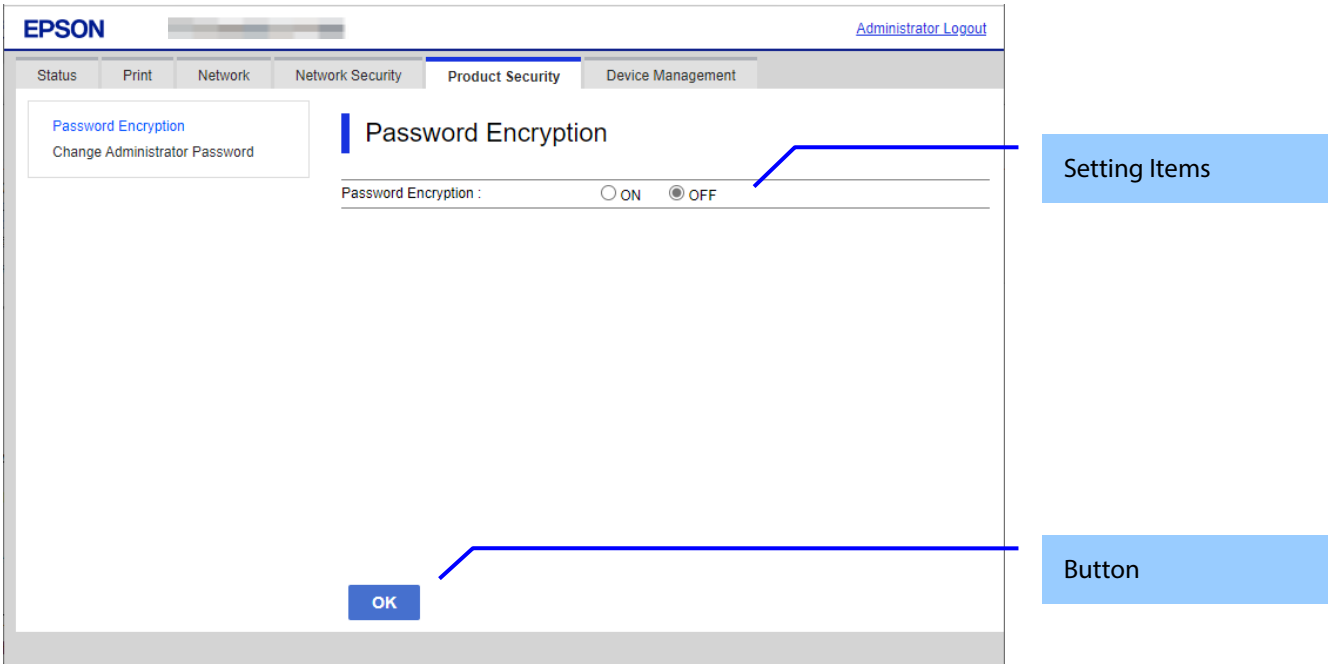 EPSON
Administrator Logout
Status Print Network Network Security Product Security Device Management
Password Encryption
Change Administrator Password
Password Encryption
Password Encryption : ON OFF
Setting Items
Button
OK